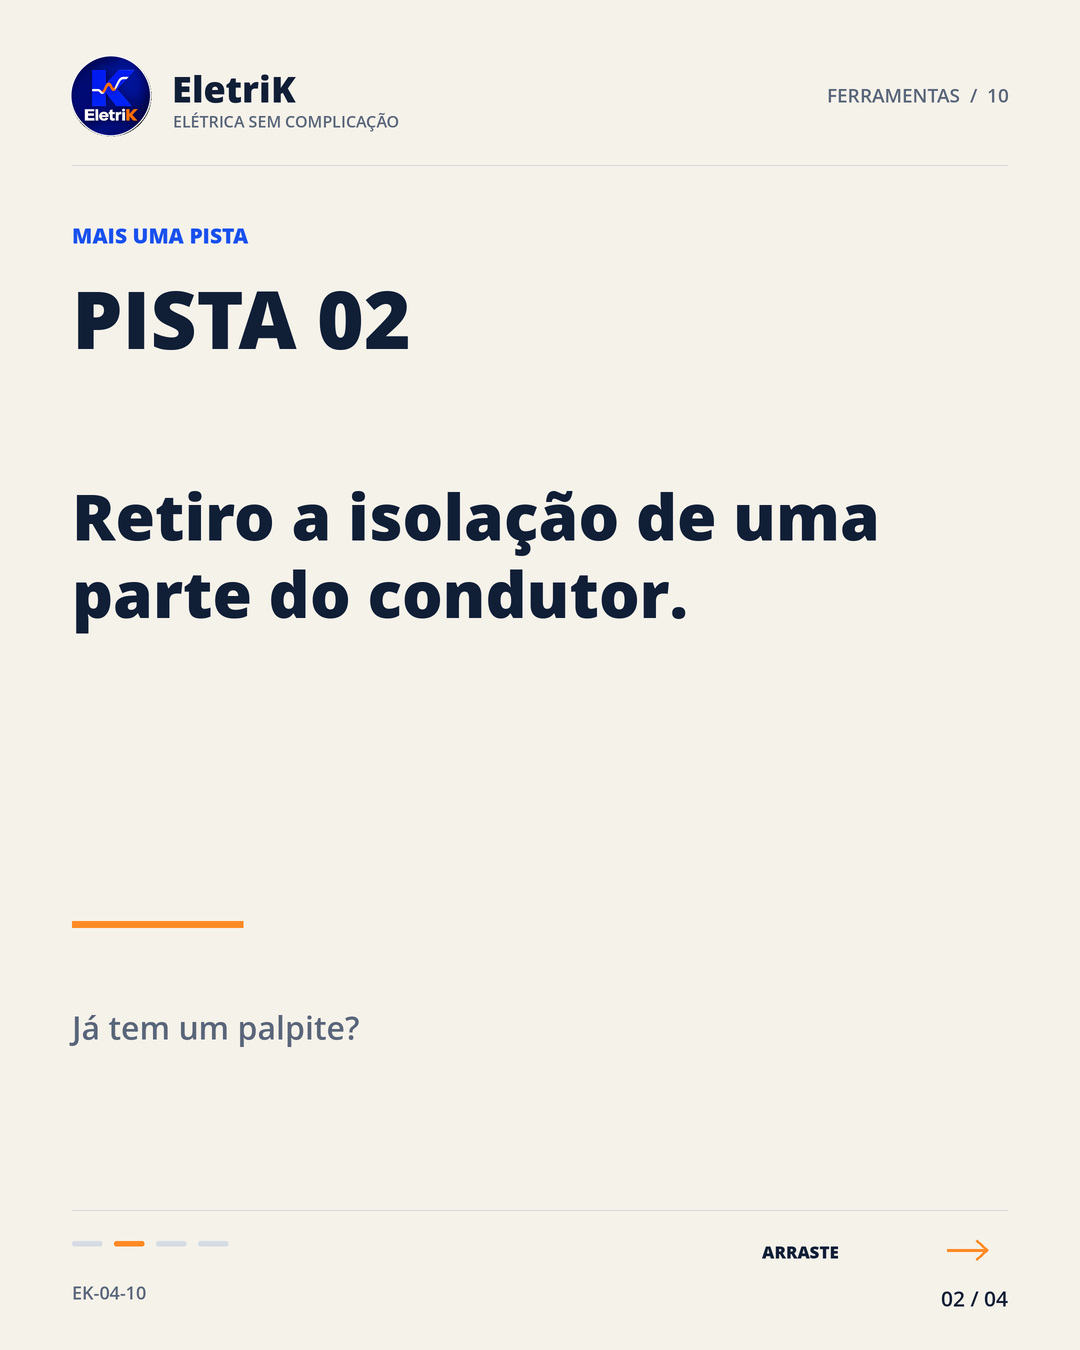 EletriK
EletriK
ELÉTRICA SEM COMPLICAÇÃO
FERRAMENTAS / 10
MAIS UMA PISTA
PISTA 02
Retiro a isolação de uma
parte do condutor.
Já tem um palpite?
ARRASTE
EK-04-10
02 / 04